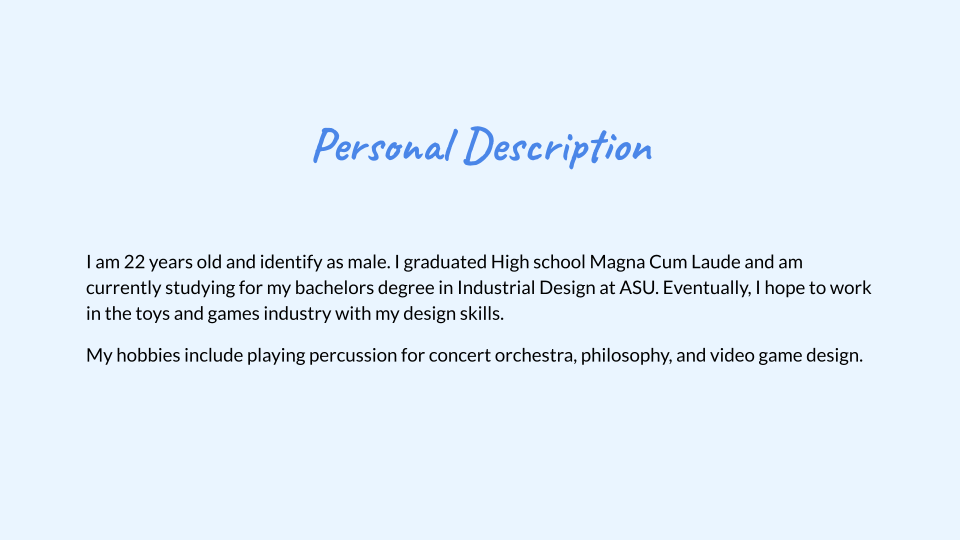 Personal Description
I am 22 years old and identify as male. I graduated High school Magna Cum Laude and am
currently studying for my bachelors degree in Industrial Design at ASU. Eventually, I hope to work
in the toys and games industry with my design skills.
My hobbies include playing percussion for concert orchestra, philosophy, and video game design.